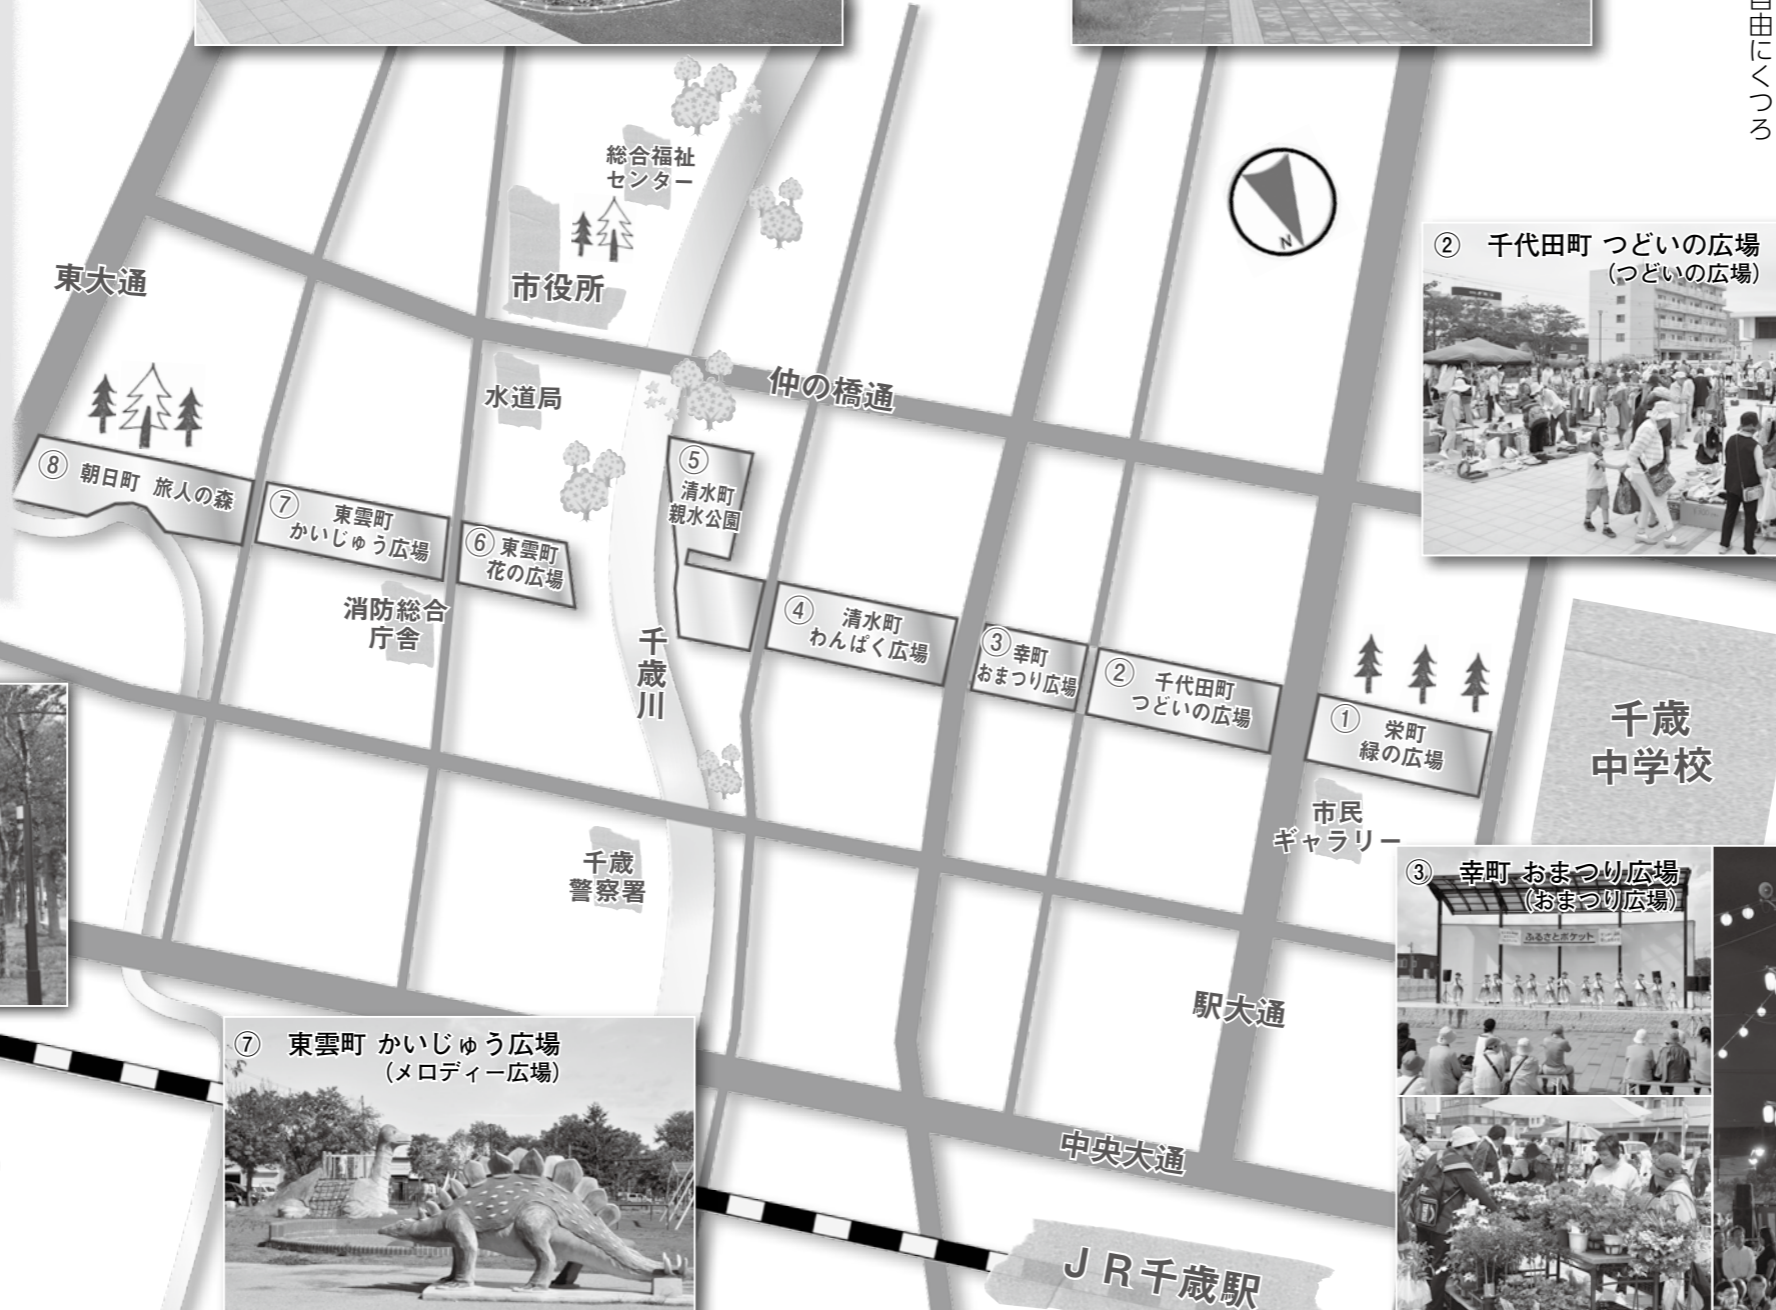 自由にくつろ
総合福祉
センター
市役所
東大通
水道局
仲の橋通
N
② 千代田町 つどいの広場
(つどいの広場)
⑧ 朝日町 旅人の森
⑦ 東雲町
かいじゅう広場
⑥ 東雲町
花の広場
⑤
清水町
親水公園
④ 清水町
わんぱく広場
③ 幸町
おまつり広場
② 千代田町
つどいの広場
① 栄町
緑の広場
消防総合
庁舎
千歳川
千歳
中学校
市民
ギャラリー
千歳
警察署
③ 幸町 おまつり広場
(おまつり広場)
ふるさとポケット
駅大通
⑦ 東雲町 かいじゅう広場
(メロディー広場)
中央大通
JR千歳駅